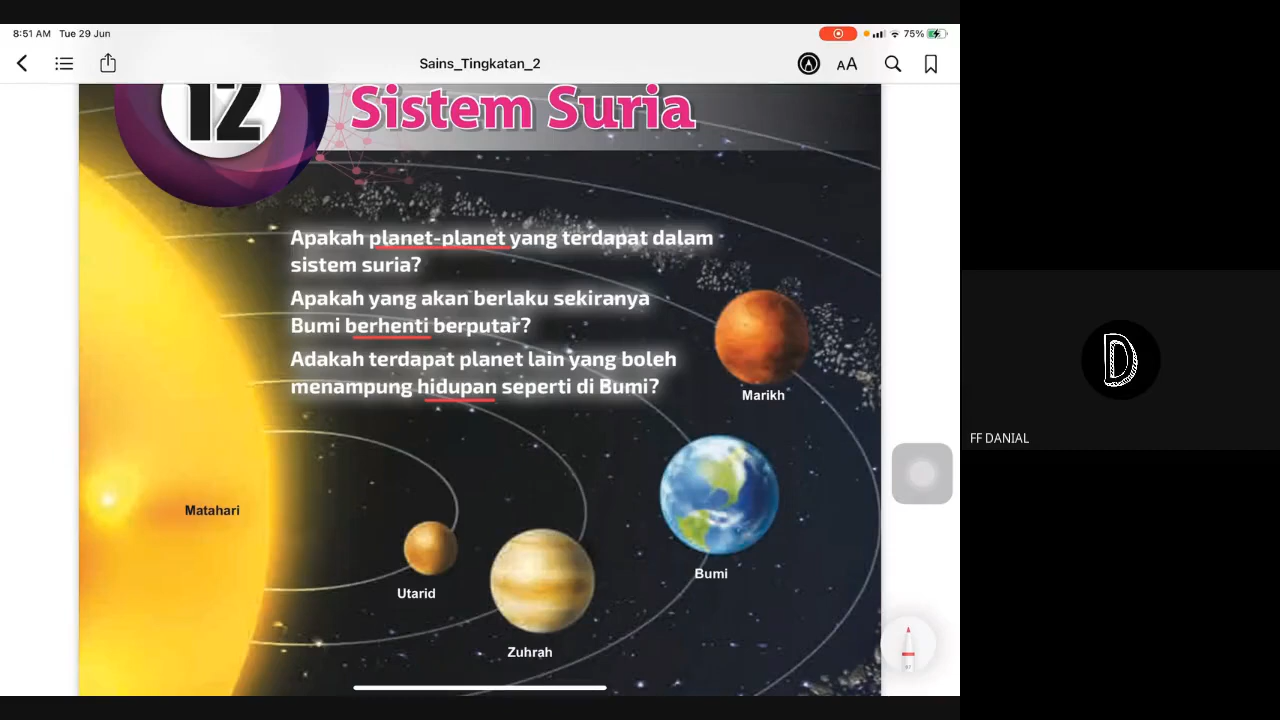 8:51 AM Tue 29 Jun
75%
Sains_Tingkatan_2
AA
12
Sistem Suria
Apakah planet-planet yang terdapat dalam
sistem suria?
Apakah yang akan berlaku sekiranya
Bumi berhenti berputar?
Adakah terdapat planet lain yang boleh
menampung hidupan seperti di Bumi?
Marikh
Matahari
Bumi
Utarid
Zuhrah
D
FF DANIAL